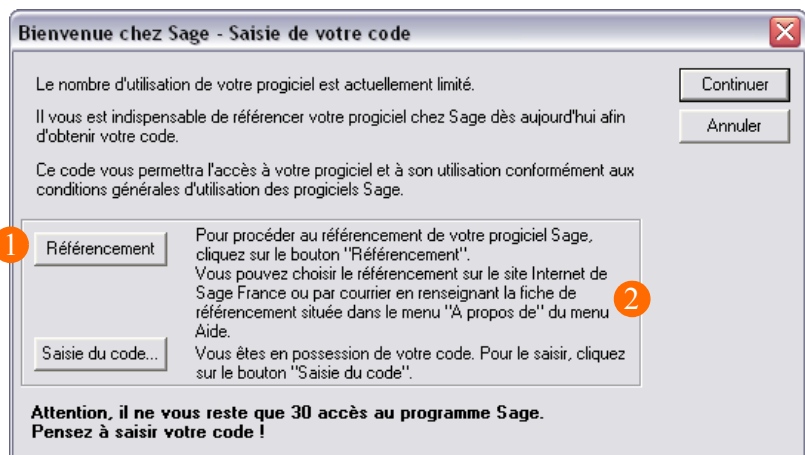 Bienvenue chez Sage - Saisie de votre code
Le nombre d'utilisation de votre progiciel est actuellement limité.
Continuer
Il vous est indispensable de référencer votre progiciel chez Sage dès aujourd'hui afin
d'obtenir votre code.
Annuler
Ce code vous permettra l'accès à votre progiciel et à son utilisation conformément aux
conditions générales d'utilisation des progiciels Sage.
1
Référencement
Pour procéder au référencement de votre progiciel Sage,
cliquez sur le bouton "Référencement".
Vous pouvez choisir le référencement sur le site Internet de
Sage France ou par courrier en renseignant la fiche de
référencement située dans le menu "A propos de" du menu
Aide.
2
Saisie du code...
Vous êtes en possession de votre code. Pour le saisir, cliquez
sur le bouton "Saisie du code".
Attention, il ne vous reste que 30 accès au programme Sage.
Pensez à saisir votre code !